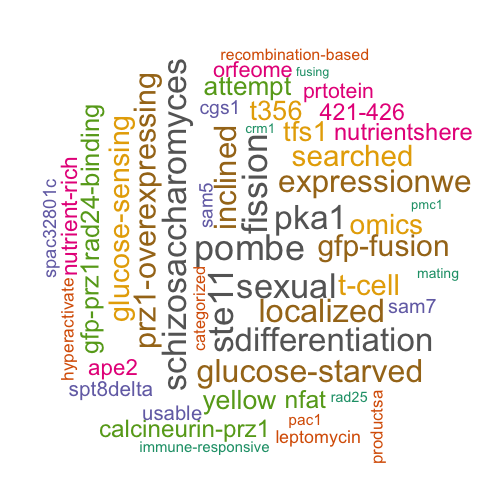 recombination-based
orfeome
fusing
attempt
prtotein
cgs1
t356
421-426
crm1
tfs1
nutrientshere
searched
inclined
fission
expressionwe
schizosaccharomyces
prz1-overexpressing
glucose-sensing
gfp-prz1rad24-binding
nutrient-rich
spac32801c
sam5
pka1
pmc1
omics
pombe
gfp-fusion
mating
hyperactivate
categorized
ste11
sexual
t-cell
localized
sam7
sdifferentiation
ape2
glucose-starved
spt8delta
yellow
nfat
rad25
usable
pac1
productsa
calcineurin-prz1
leptomycin
immune-responsive